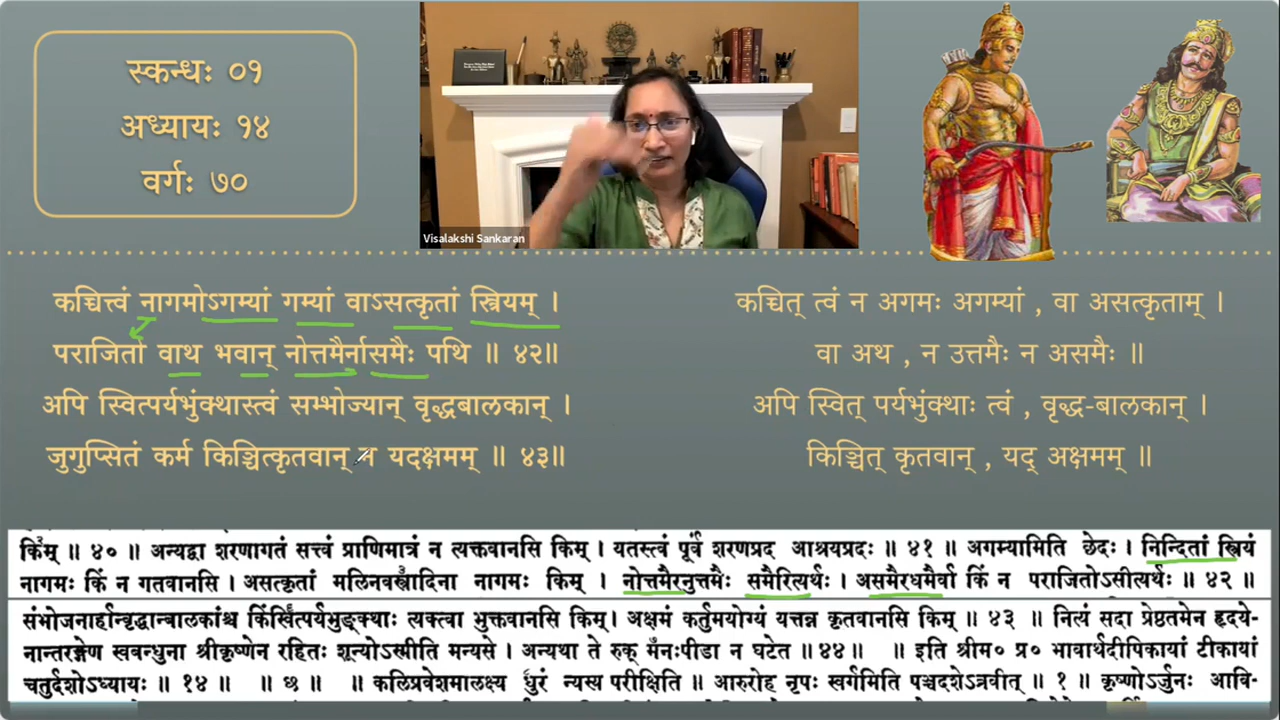 स्कन्धः ०१
अध्यायः १४
वर्गः ७०
Visalakshi Sankaran
कच्चित्त्वं नागमोऽगम्यां गम्यां वाऽसत्कृतां स्त्रियम् ।
पराजितो वाथ भवान् नोत्तमैर्नासमैः पथि ॥ ४२॥
अपि स्वित्पर्यभुंक्थास्त्वं सम्भोज्यान् वृद्धबालकान् ।
जुगुप्सितं कर्म किञ्चित्कृतवान् न यदक्षमम् ॥ ४३॥
कच्चित् त्वं न अगमः अगम्यां , वा असत्कृताम् ।
वा अथ , न उत्तमैः न असमैः ॥
अपि स्वित् पर्यभुंक्थाः त्वं , वृद्ध-बालकान् ।
किञ्चित् कृतवान् , यद् अक्षमम् ॥
किम् ॥ ४० ॥ अन्यद्वा शरणागतं सत्त्वं प्राणिमात्रं न त्यक्तवानसि किम् । यतस्त्वं पूर्वं शरणप्रद आश्रयप्रदः ॥ ४१ ॥ अगम्यामिति छेदः । निन्दितां स्त्रियं
नागमः किं न गतवानसि । असत्कृतां मलिनवस्त्रादिना नागमः किम् । नोत्तमैरनुत्तमैः समैरित्यर्थः । असमैरधमैर्वा किं न पराजितोऽसीत्यर्थः ॥ ४२ ॥
संभोजनार्हान्वृद्धान्बालकांश्च किंस्वित्पर्यभुङ्क्थाः त्यक्त्वा भुक्तवानसि किम् । अक्षमं कर्तुमयोग्यं यत्तन्न कृतवानसि किम् ॥ ४३ ॥ नित्यं सदा प्रेष्ठतमेन हृदये-
नान्तरङ्गेण स्वबन्धुना श्रीकृष्णेन रहितः शून्योऽस्मीति मन्यसे । अन्यथा ते रुक् मनःपीडा न घटेत ॥ ४४ ॥ ॥ इति श्रीम० प्र० भावार्थदीपिकायां टीकायां
चतुर्दशोऽध्यायः ॥ १४ ॥ ॥ छ ॥ ॥ कलिप्रवेशमालक्ष्य धुरं न्यस्य परीक्षिति ॥ आरुरोह नृपः स्वर्गमिति पञ्चदशेऽब्रवीत् ॥ १ ॥ कृष्णोऽर्जुनः आवि-